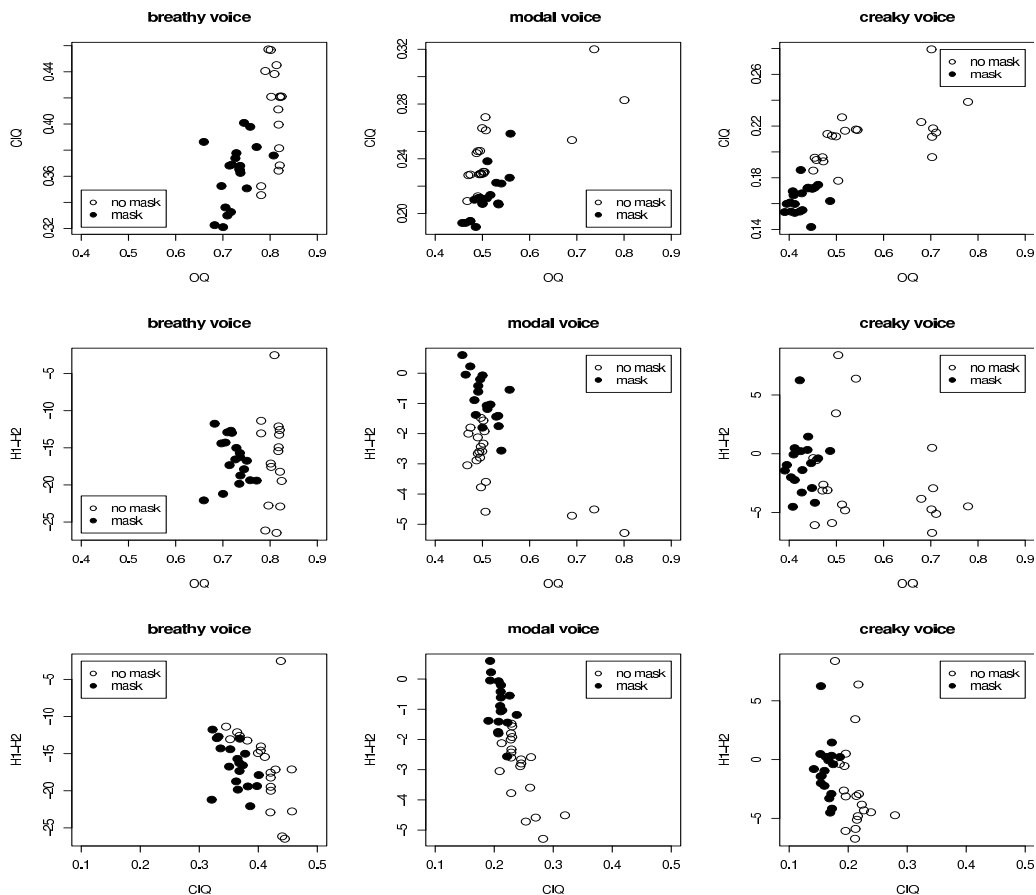 breathy voice
ClQ
0.32 0.36 0.40 0.44
no mask
mask
0.4 0.5 0.6 0.7 0.8 0.9
OQ
modal voice
ClQ
0.20 0.24 0.28 0.32
no mask
mask
0.4 0.5 0.6 0.7 0.8 0.9
OQ
creaky voice
ClQ
0.14 0.18 0.22 0.26
no mask
mask
0.4 0.5 0.6 0.7 0.8 0.9
OQ
breathy voice
H1-H2
-25 -20 -15 -10 -5
no mask
mask
0.4 0.5 0.6 0.7 0.8 0.9
OQ
modal voice
H1-H2
-5 -4 -3 -2 -1 0
no mask
mask
0.4 0.5 0.6 0.7 0.8 0.9
OQ
creaky voice
H1-H2
-5 0 5
no mask
mask
0.4 0.5 0.6 0.7 0.8 0.9
OQ
breathy voice
H1-H2
-25 -20 -15 -10 -5
no mask
mask
0.1 0.2 0.3 0.4 0.5
ClQ
modal voice
H1-H2
-5 -4 -3 -2 -1 0
no mask
mask
0.1 0.2 0.3 0.4 0.5
ClQ
creaky voice
H1-H2
-5 0 5
no mask
mask
0.1 0.2 0.3 0.4 0.5
ClQ